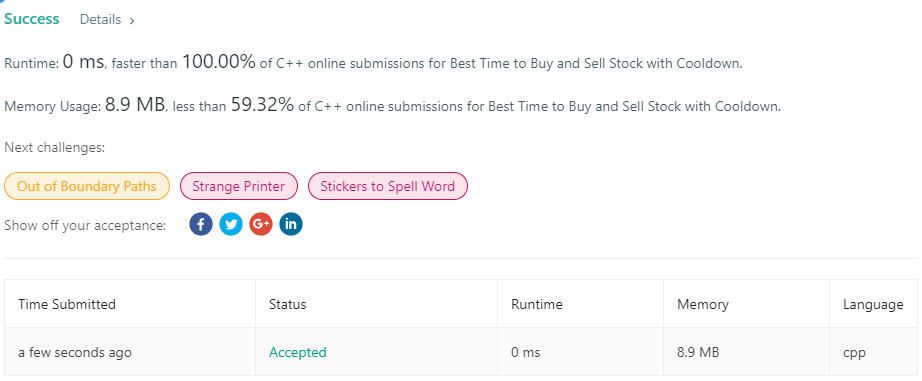 Success Details ›
Runtime: 0 ms, faster than 100.00% of C++ online submissions for Best Time to Buy and Sell Stock with Cooldown.
Memory Usage: 8.9 MB, less than 59.32% of C++ online submissions for Best Time to Buy and Sell Stock with Cooldown.
Next challenges:
Out of Boundary Paths Strange Printer Stickers to Spell Word
Show off your acceptance: f G+ in
Time Submitted Status Runtime Memory Language
a few seconds ago Accepted 0 ms 8.9 MB cpp